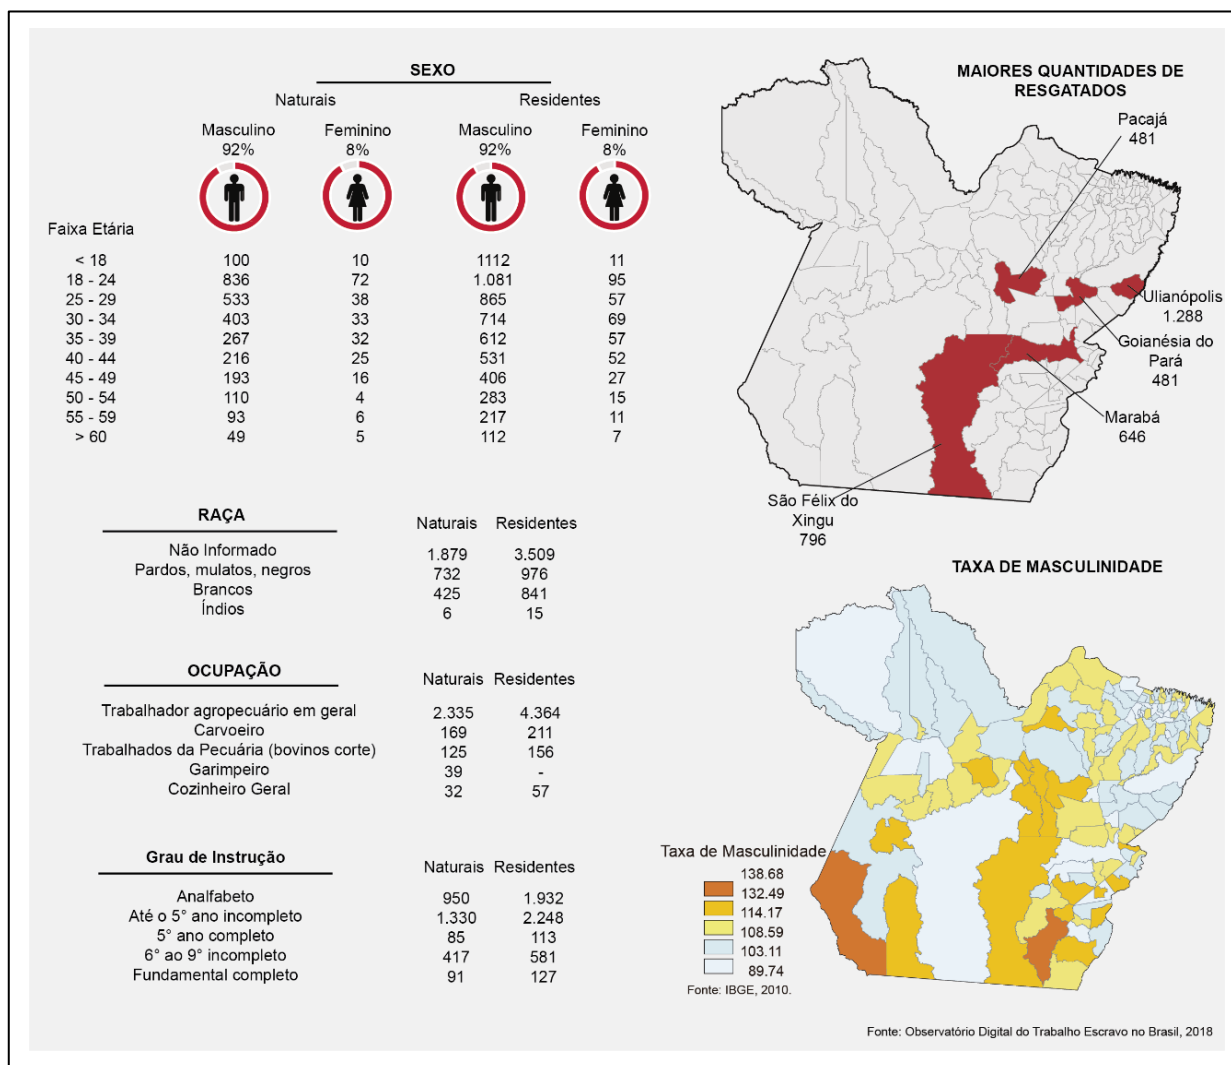 SEXO
Naturais Residentes
Masculino Feminino Masculino Feminino
92% 8% 92% 8%
Faixa Etária
< 18 100 10 1112 11
18 - 24 836 72 1.081 95
25 - 29 533 38 865 57
30 - 34 403 33 714 69
35 - 39 267 32 612 57
40 - 44 216 25 531 52
45 - 49 193 16 406 27
50 - 54 110 4 283 15
55 - 59 93 6 217 11
> 60 49 5 112 7
RAÇA Naturais Residentes
Não Informado 1.879 3.509
Pardos, mulatos, negros 732 976
Brancos 425 841
Índios 6 15
OCUPAÇÃO Naturais Residentes
Trabalhador agropecuário em geral 2.335 4.364
Carvoeiro 169 211
Trabalhados da Pecuária (bovinos corte) 125 156
Garimpeiro 39 -
Cozinheiro Geral 32 57
Grau de Instrução Naturais Residentes
Analfabeto 950 1.932
Até o 5° ano incompleto 1.330 2.248
5° ano completo 85 113
6° ao 9° incompleto 417 581
Fundamental completo 91 127
MAIORES QUANTIDADES DE
RESGATADOS
Pacajá
481
Ulianópolis
1.288
Goianésia do
Pará
481
Marabá
646
São Félix do
Xingu
796
TAXA DE MASCULINIDADE
Taxa de Masculinidade
138.68
132.49
114.17
108.59
103.11
89.74
Fonte: IBGE, 2010.
Fonte: Observatório Digital do Trabalho Escravo no Brasil, 2018